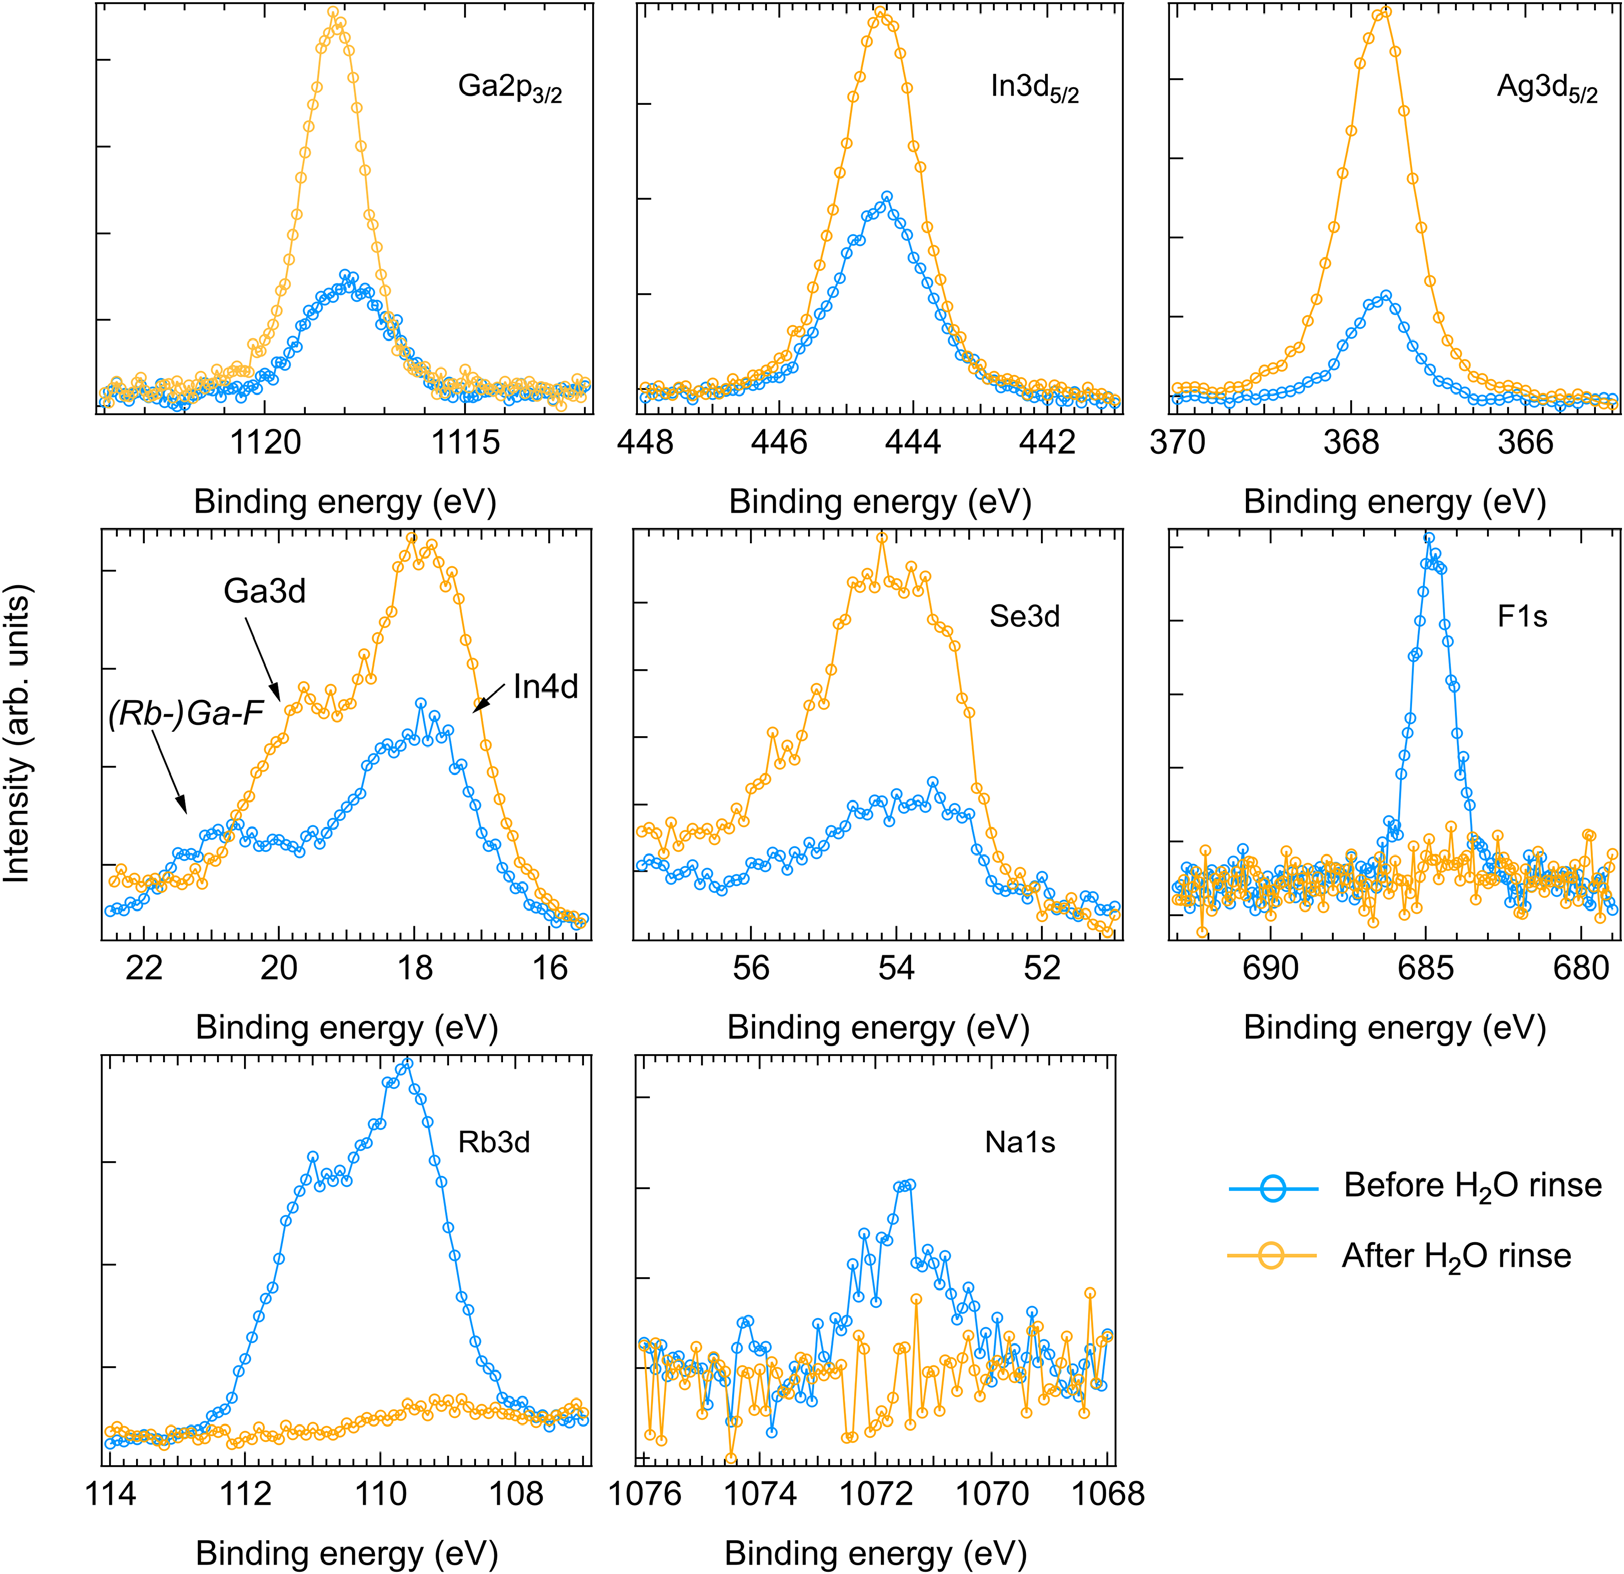 Ga2p3/2
In3d5/2
Ag3d5/2
1120 1115
448 446 444 442
370 368 366
Binding energy (eV)
Binding energy (eV)
Binding energy (eV)
Intensity (arb. units)
Ga3d
(Rb-)Ga-F
In4d
Se3d
F1s
22 20 18 16
56 54 52
690 685 680
Binding energy (eV)
Binding energy (eV)
Binding energy (eV)
Rb3d
Na1s
Before H2O rinse
After H2O rinse
114 112 110 108
1076 1074 1072 1070 1068
Binding energy (eV)
Binding energy (eV)